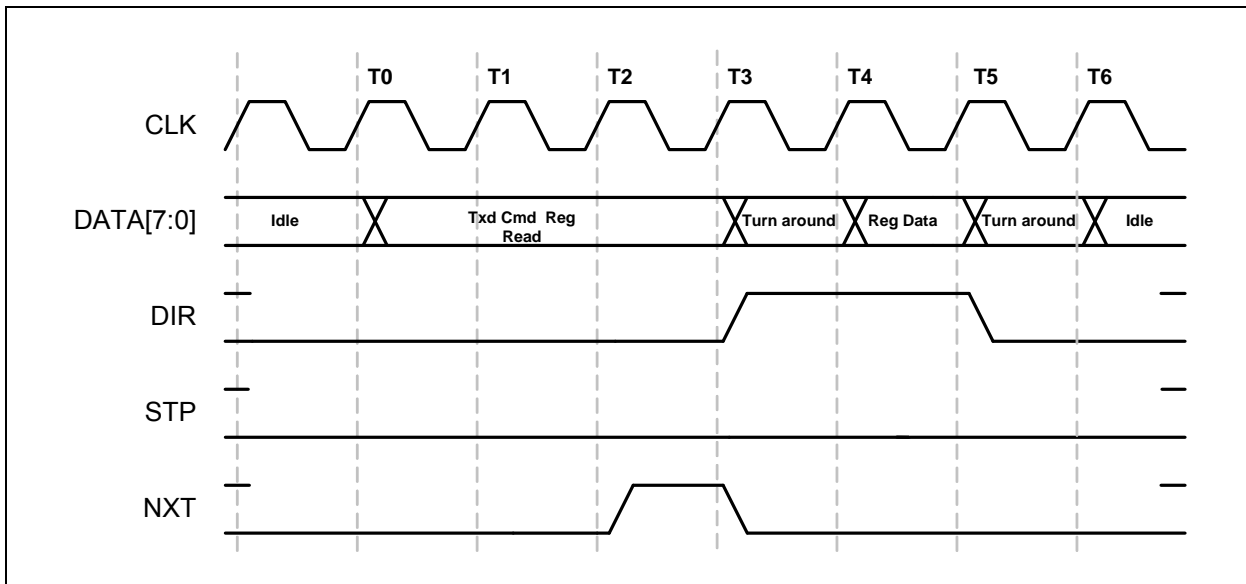 T0 T1 T2 T3 T4 T5 T6
CLK
DATA[7:0]
Idle Txd Cmd Reg Turn around Reg Data Turn around Idle
Read
DIR
STP
NXT